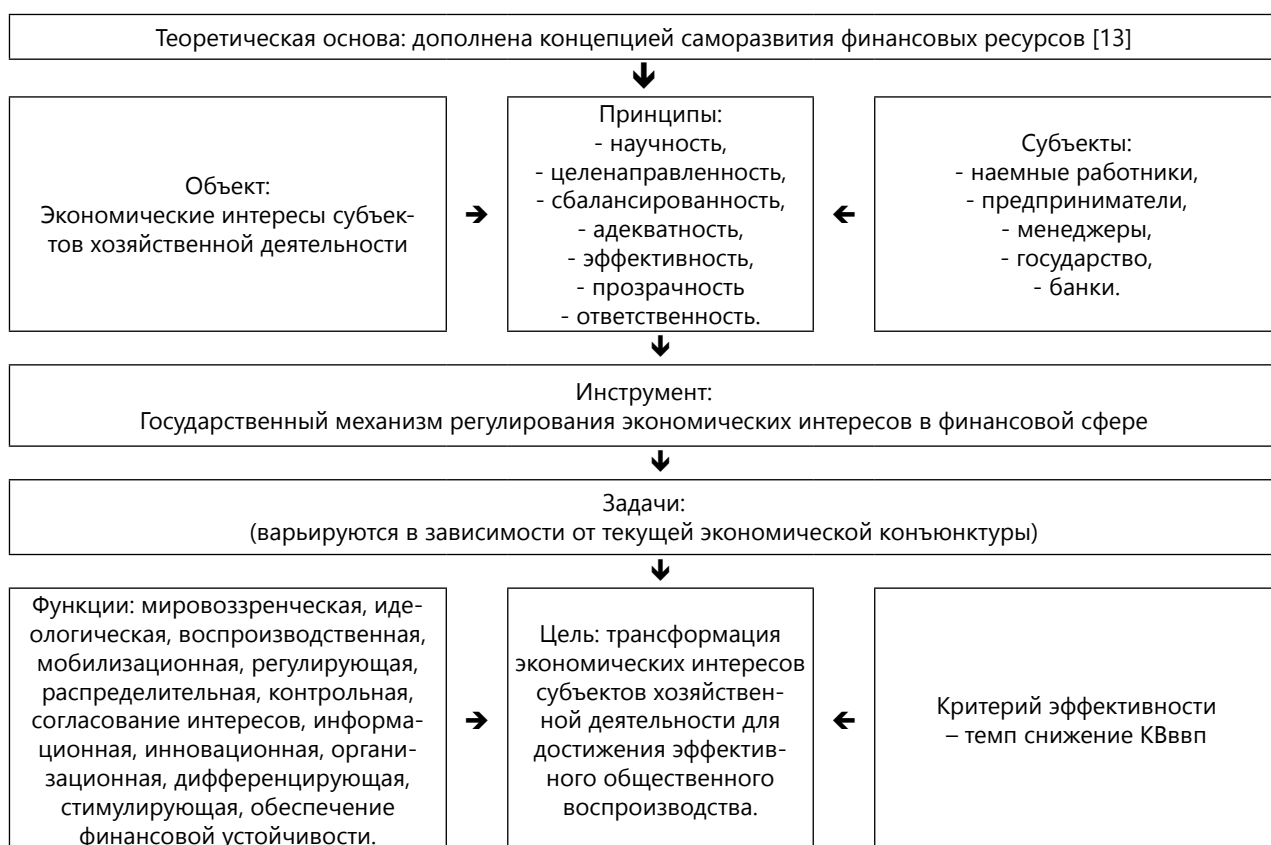 Теоретическая основа: дополнена концепцией саморазвития финансовых ресурсов [13]
Объект:
Экономические интересы субъек-
тов хозяйственной деятельности
Принципы:
- научность,
- целенаправленность,
- сбалансированность,
- адекватность,
- эффективность,
- прозрачность
- ответственность.
Субъекты:
- наемные работники,
- предприниматели,
- менеджеры,
- государство,
- банки.
Инструмент:
Государственный механизм регулирования экономических интересов в финансовой сфере
Задачи:
(варьируются в зависимости от текущей экономической конъюнктуры)
Функции: мировоззренческая, иде-
ологическая, воспроизводственная,
мобилизационная, регулирующая,
распределительная, контрольная,
согласование интересов, информа-
ционная, инновационная, органи-
зационная, дифференцирующая,
стимулирующая, обеспечение
финансовой устойчивости.
Цель: трансформация
экономических интересов
субъектов хозяйствен-
ной деятельности для
достижения эффектив-
ного общественного
воспроизводства.
Критерий эффективности
– темп снижение КВввп